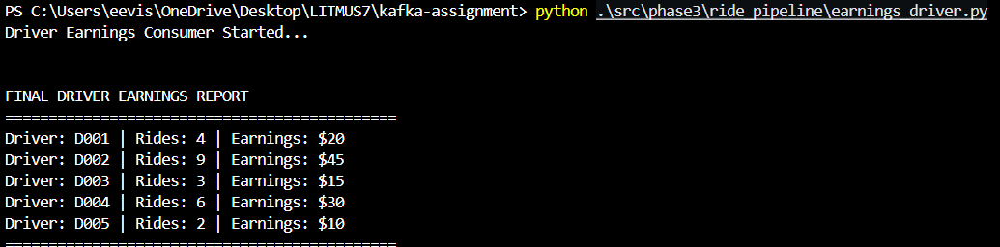 PS C:\Users\eevis\OneDrive\Desktop\LITMUS7\kafka-assignment> python .\src\phase3\ride_pipeline\earnings_driver.py
Driver Earnings Consumer Started...
FINAL DRIVER EARNINGS REPORT
=============================================
Driver: D001 | Rides: 4 | Earnings: $20
Driver: D002 | Rides: 9 | Earnings: $45
Driver: D003 | Rides: 3 | Earnings: $15
Driver: D004 | Rides: 6 | Earnings: $30
Driver: D005 | Rides: 2 | Earnings: $10
=============================================